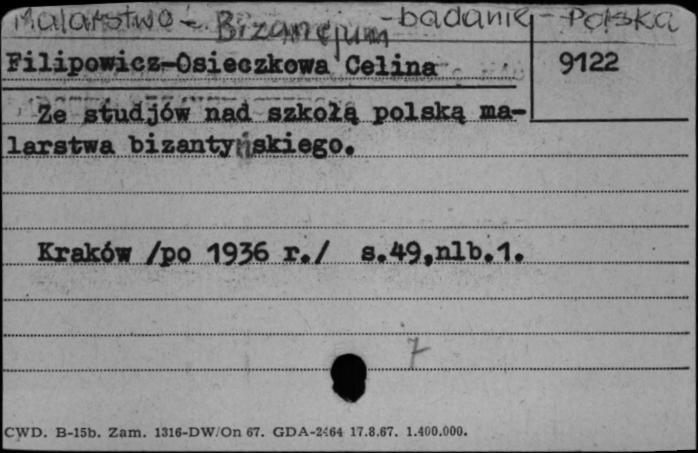 Malarstwo - Bizancjum - badanie - Polska
Filipowicz-Osieczkowa Celina
9122
Ze studjów nad szkołą polską ma-
larstwa bizantyńskiego.
Kraków /po 1936 r./ s.49,nlb.1.
7
CWD. B-15b. Zam. 1316-DW/On 67. GDA-2464 17.8.67. 1.400.000.